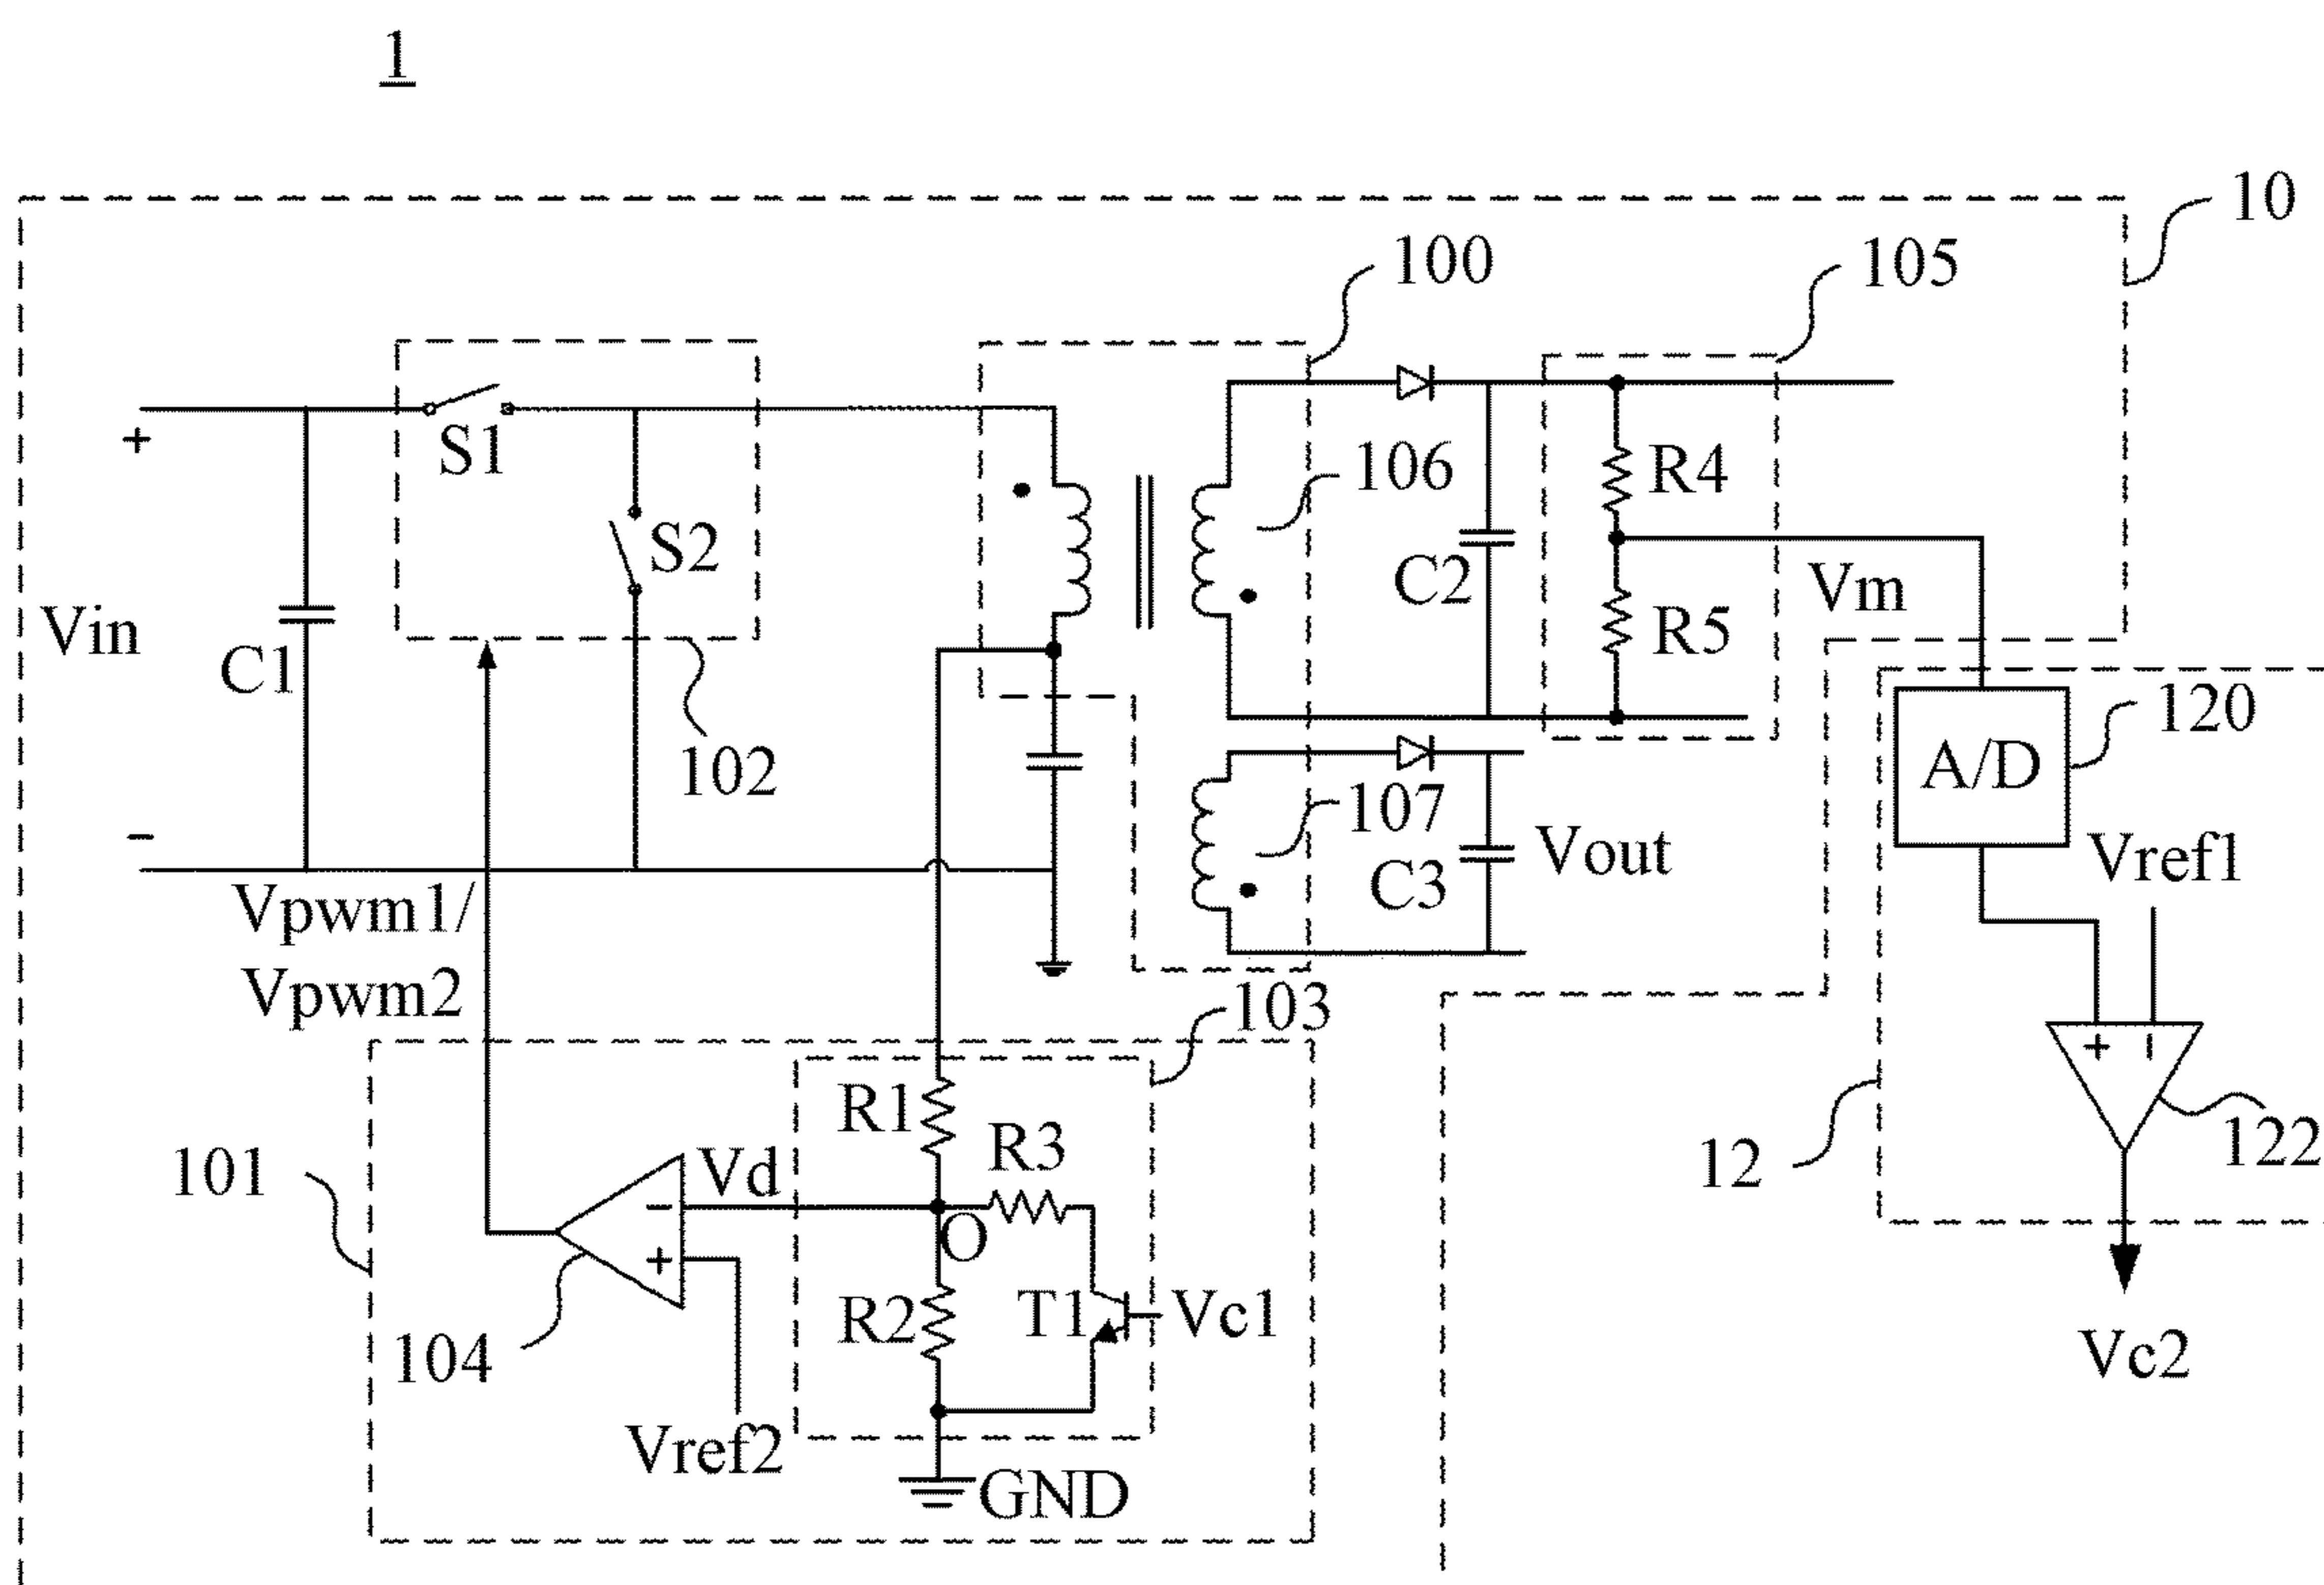 1
10
100
105
+
S1
106
R4
S2
C2
Vm
Vin
C1
R5
102
120
A/D
107
−
Vout
Vref1
C3
Vpwm1/
Vpwm2
103
+ −
R1
R3
101
Vd
12
122
−
O
+
R2
T1
Vc1
104
Vc2
Vref2
GND